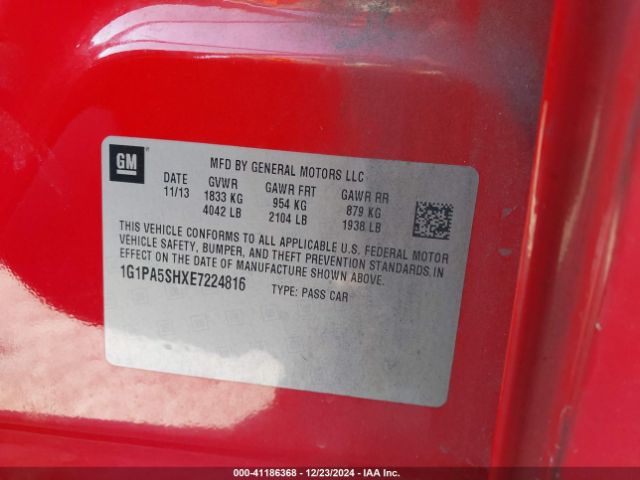 GM
MFD BY GENERAL MOTORS LLC
DATE GVWR GAWR FRT GAWR RR
11/13 1833 KG 954 KG 879 KG
4042 LB 2104 LB 1938 LB
THIS VEHICLE CONFORMS TO ALL APPLICABLE U.S. FEDERAL MOTOR
VEHICLE SAFETY, BUMPER, AND THEFT PREVENTION STANDARDS IN
EFFECT ON THE DATE OF MANUFACTURE SHOWN ABOVE.
1G1PA5SHXE7224816 TYPE: PASS CAR
000-41186368 • 12/23/2024 • IAA Inc.